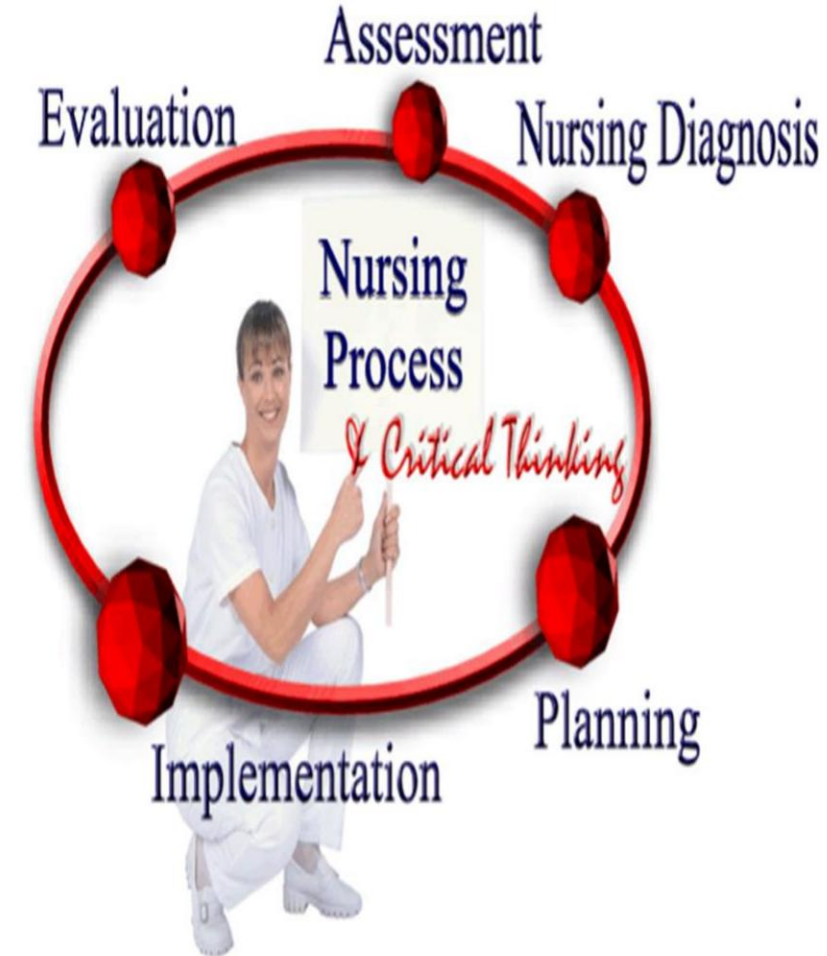 Assessment
Evaluation
Nursing Diagnosis
Nursing
Process
& Critical Thinking
Planning
Implementation